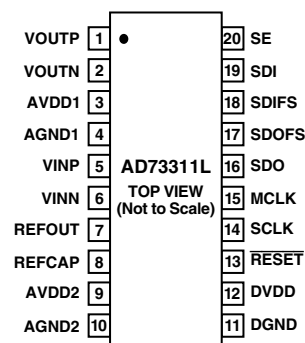 VOUTP 1 20 SE
VOUTN 2 19 SDI
AVDD1 3 18 SDIFS
AGND1 4 17 SDOFS
VINP 5 AD73311L 16 SDO
VINN 6 TOP VIEW 15 MCLK
(Not to Scale)
REFOUT 7 14 SCLK
REFCAP 8 13 RESET
AVDD2 9 12 DVDD
AGND2 10 11 DGND